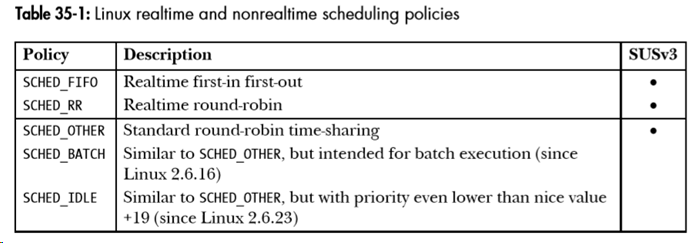 Table 35-1: Linux realtime and nonrealtime scheduling policies
Policy Description SUSv3
SCHED_FIFO Realtime first-in first-out •
SCHED_RR Realtime round-robin •
SCHED_OTHER Standard round-robin time-sharing •
SCHED_BATCH Similar to SCHED_OTHER, but intended for batch execution (since
Linux 2.6.16)
SCHED_IDLE Similar to SCHED_OTHER, but with priority even lower than nice value
+19 (since Linux 2.6.23)